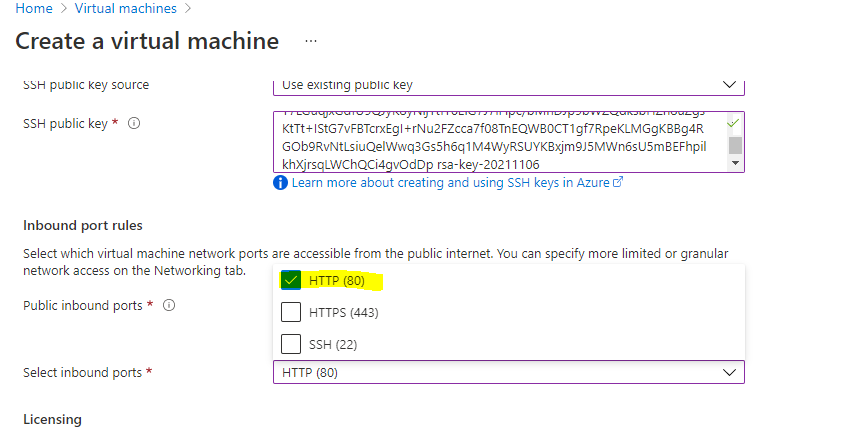 Home > Virtual machines >
Create a virtual machine ...
SSH public key source
Use existing public key
SSH public key *
KtTt+IStG7vFBTcrxEgI+rNu2FZcca7f08TnEQWB0CT1gf7RpeKLMGgKBBg4R
GOb9RvNtLsiuQelWwq3Gs5h6q1M4WyRSUYKBxjm9J5MWn6sU5mBEFhpil
khXjrsqLWChQCi4gvOdDp rsa-key-20211106
Learn more about creating and using SSH keys in Azure
Inbound port rules
Select which virtual machine network ports are accessible from the public internet. You can specify more limited or granular
network access on the Networking tab.
HTTP (80)
Public inbound ports *
HTTPS (443)
SSH (22)
Select inbound ports *
HTTP (80)
Licensing